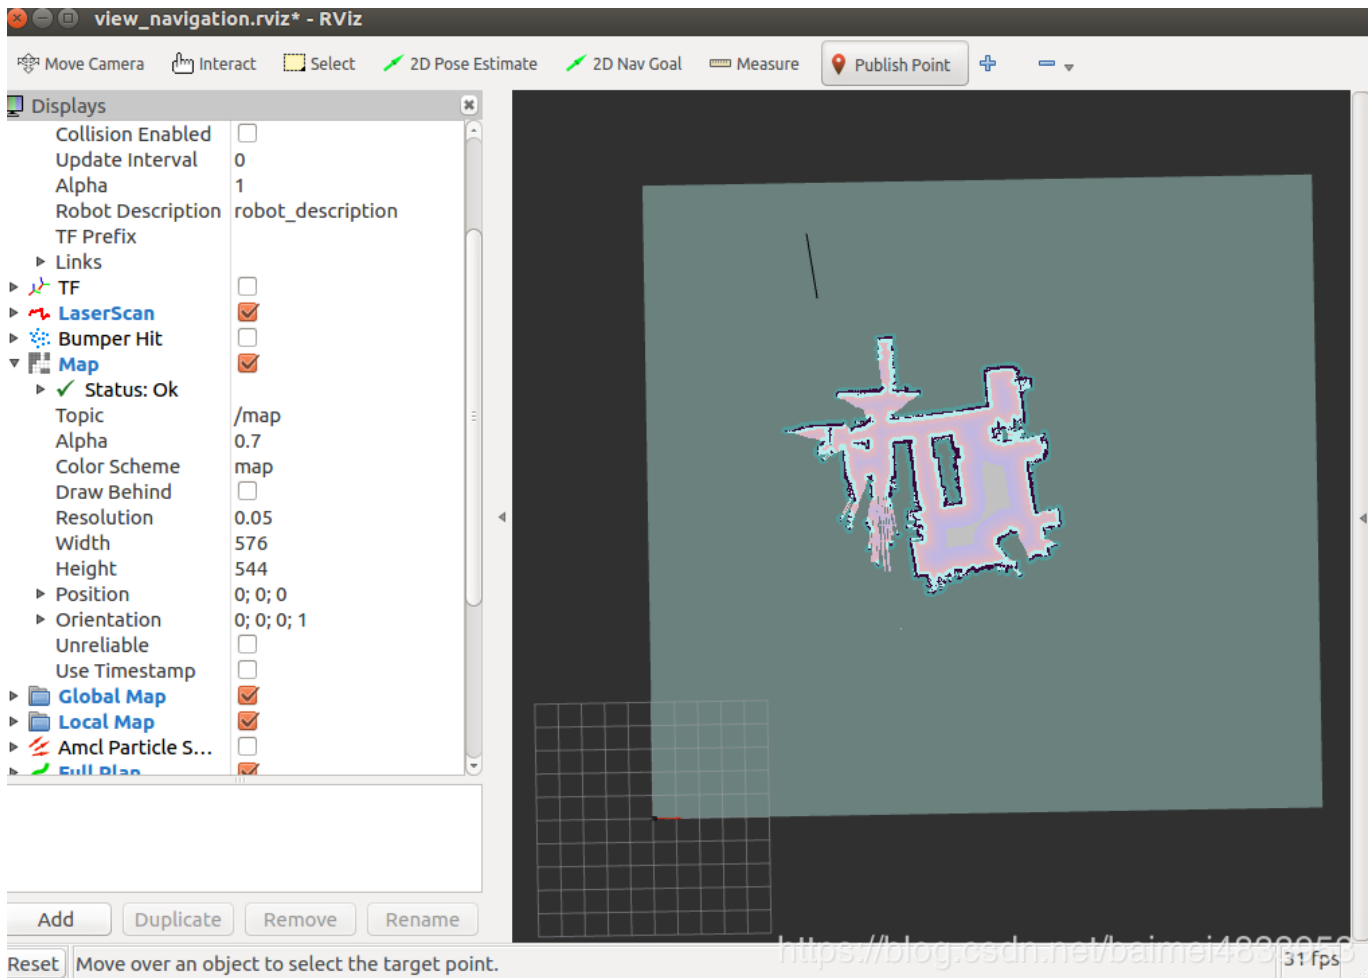 view_navigation.rviz* - RViz
Move Camera Interact Select 2D Pose Estimate 2D Nav Goal Measure Publish Point
Displays
Collision Enabled
Update Interval 0
Alpha 1
Robot Description robot_description
TF Prefix
Links
TF
LaserScan
Bumper Hit
Map
Status: Ok
Topic /map
Alpha 0.7
Color Scheme map
Draw Behind
Resolution 0.05
Width 576
Height 544
Position 0; 0; 0
Orientation 0; 0; 0; 1
Unreliable
Use Timestamp
Global Map
Local Map
Amcl Particle S...
Full Plan
Add Duplicate Remove Rename
Reset Move over an object to select the target point.
31 fps